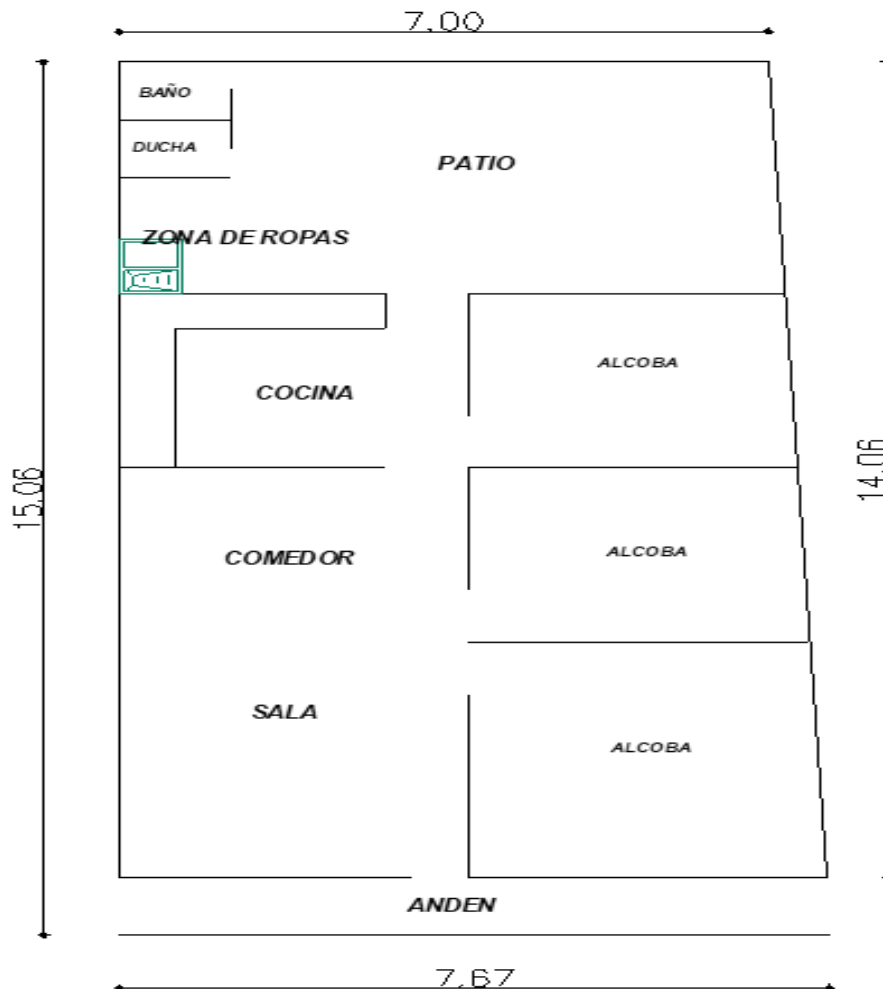 7,00
BAÑO
DUCHA
PATIO
ZONA DE ROPAS
ALCOBA
COCINA
15,06
14,06
COMEDOR
ALCOBA
SALA
ALCOBA
ANDEN
7,67